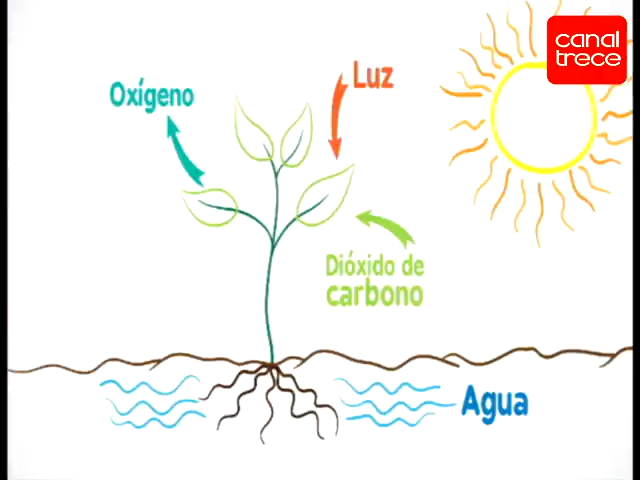 canal
trece
Luz
Oxígeno
Dióxido de
carbono
Agua